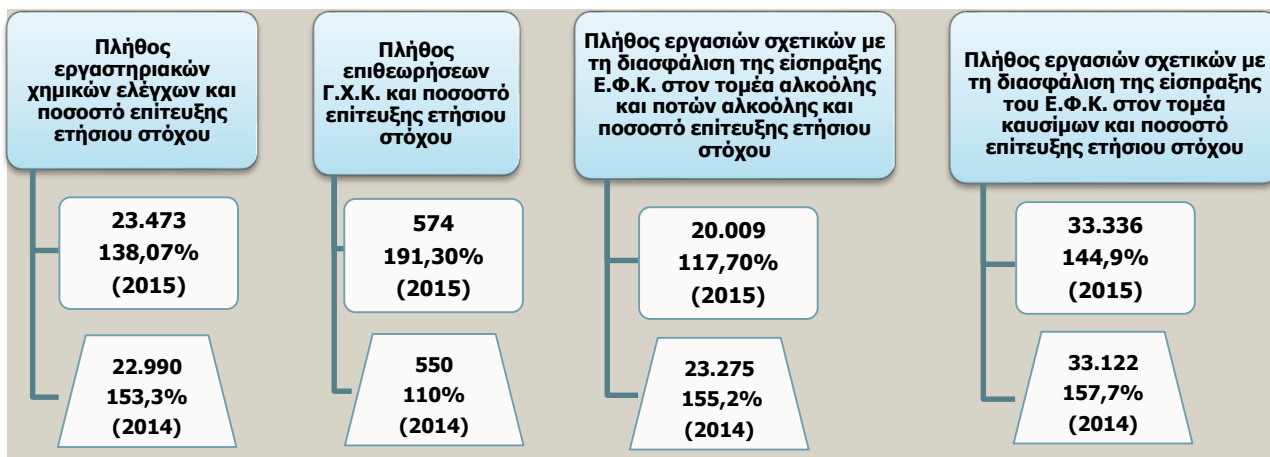 Πλήθος
εργαστηριακών
χημικών ελέγχων και
ποσοστό επίτευξης
ετήσιου στόχου
23.473
138,07%
(2015)
22.990
153,3%
(2014)
Πλήθος
επιθεωρήσεων
Γ.Χ.Κ. και ποσοστό
επίτευξης ετήσιου
στόχου
574
191,30%
(2015)
550
110%
(2014)
Πλήθος εργασιών σχετικών με
τη διασφάλιση της είσπραξης
Ε.Φ.Κ. στον τομέα αλκοόλης
και ποτών αλκοόλης και
ποσοστό επίτευξης ετήσιου
στόχου
20.009
117,70%
(2015)
23.275
155,2%
(2014)
Πλήθος εργασιών σχετικών με
τη διασφάλιση της είσπραξης
του Ε.Φ.Κ. στον τομέα
καυσίμων και ποσοστό
επίτευξης ετήσιου στόχου
33.336
144,9%
(2015)
33.122
157,7%
(2014)